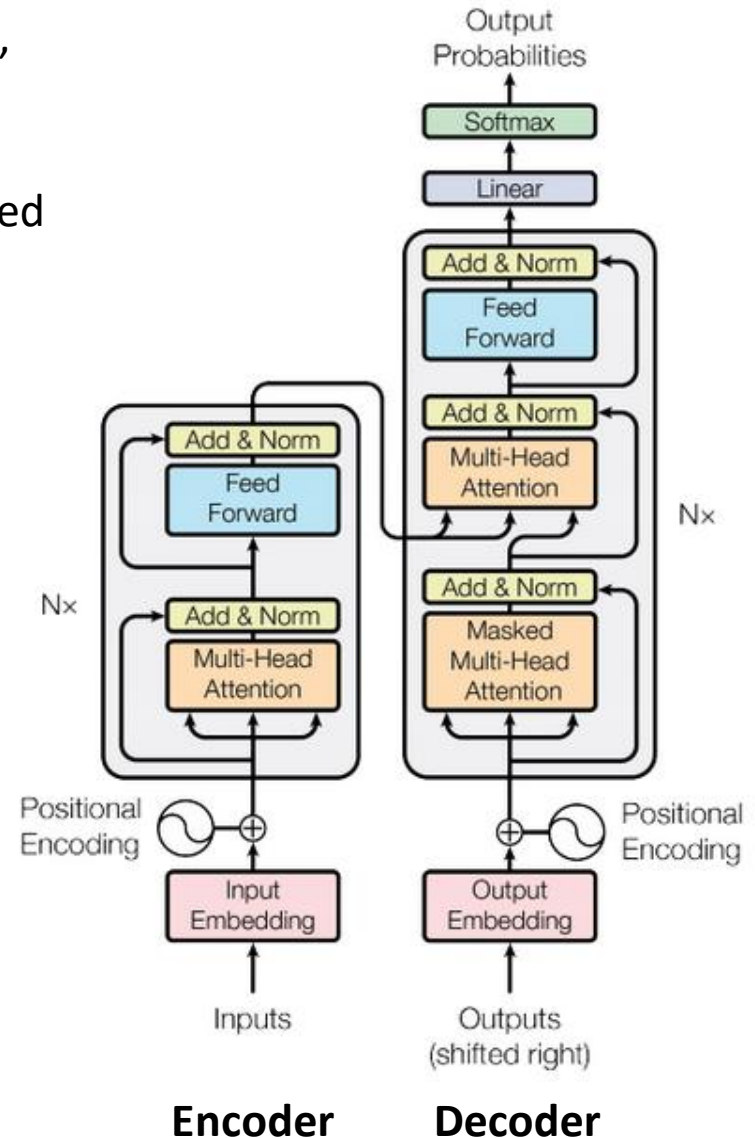 ,
ed
Output
Probabilities
Softmax
Linear
Add & Norm
Feed
Forward
Add & Norm
Multi-Head
Attention
Nx
Add & Norm
Masked
Multi-Head
Attention
Positional
Encoding
Output
Embedding
Outputs
(shifted right)
Add & Norm
Feed
Forward
Nx
Add & Norm
Multi-Head
Attention
Positional
Encoding
Input
Embedding
Inputs
Encoder
Decoder